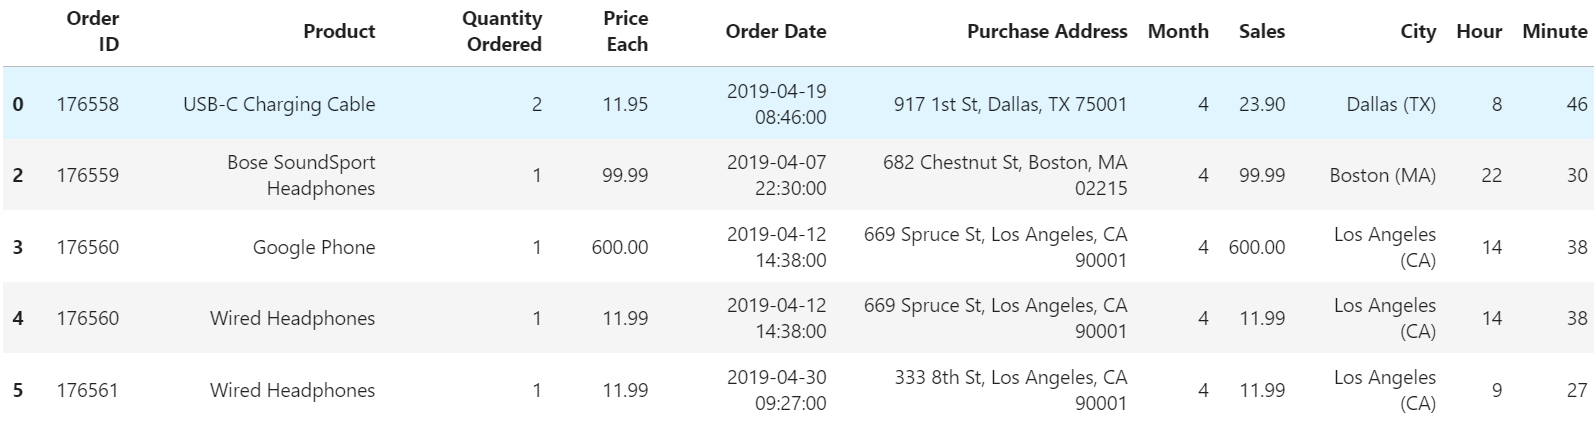 Order ID Product Quantity Ordered Price Each Order Date Purchase Address Month Sales City Hour Minute
0 176558 USB-C Charging Cable 2 11.95 2019-04-19 08:46:00 917 1st St, Dallas, TX 75001 4 23.90 Dallas (TX) 8 46
2 176559 Bose SoundSport Headphones 1 99.99 2019-04-07 22:30:00 682 Chestnut St, Boston, MA 02215 4 99.99 Boston (MA) 22 30
3 176560 Google Phone 1 600.00 2019-04-12 14:38:00 669 Spruce St, Los Angeles, CA 90001 4 600.00 Los Angeles (CA) 14 38
4 176560 Wired Headphones 1 11.99 2019-04-12 14:38:00 669 Spruce St, Los Angeles, CA 90001 4 11.99 Los Angeles (CA) 14 38
5 176561 Wired Headphones 1 11.99 2019-04-30 09:27:00 333 8th St, Los Angeles, CA 90001 4 11.99 Los Angeles (CA) 9 27